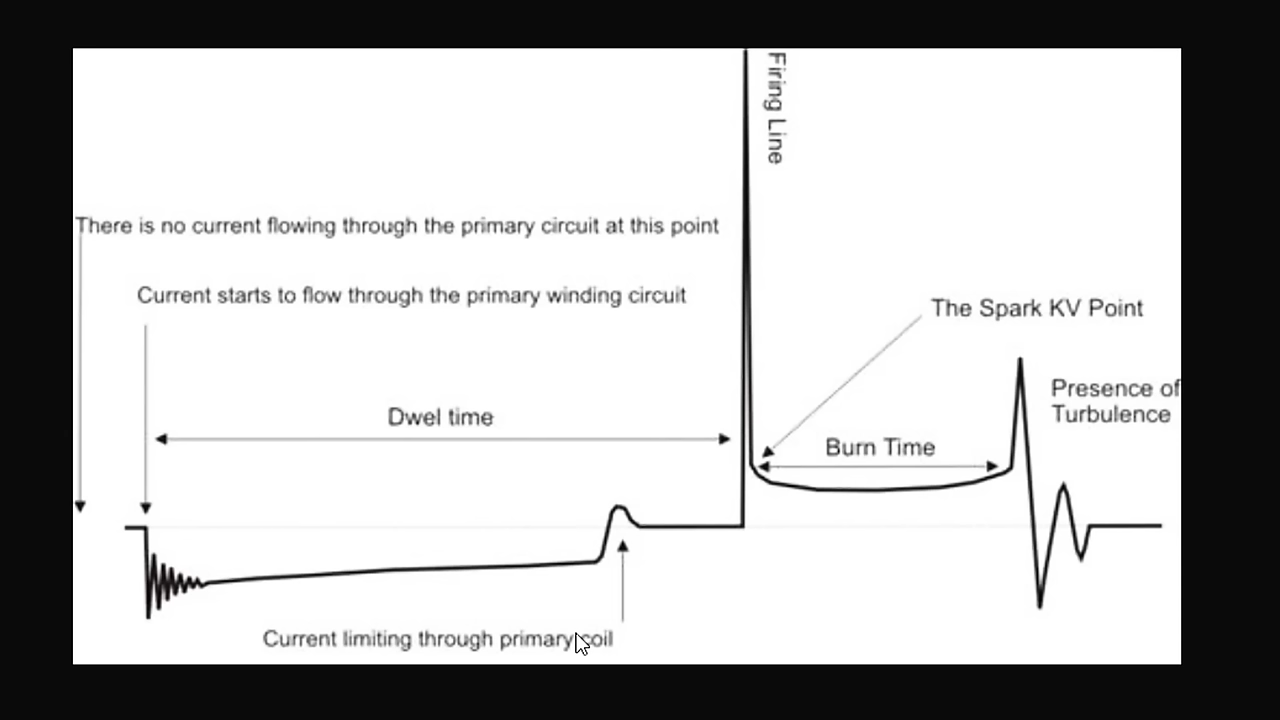 Firing Line
There is no current flowing through the primary circuit at this point
Current starts to flow through the primary winding circuit
The Spark KV Point
Presence of
Turbulence
Dwel time
Burn Time
Current limiting through primary coil